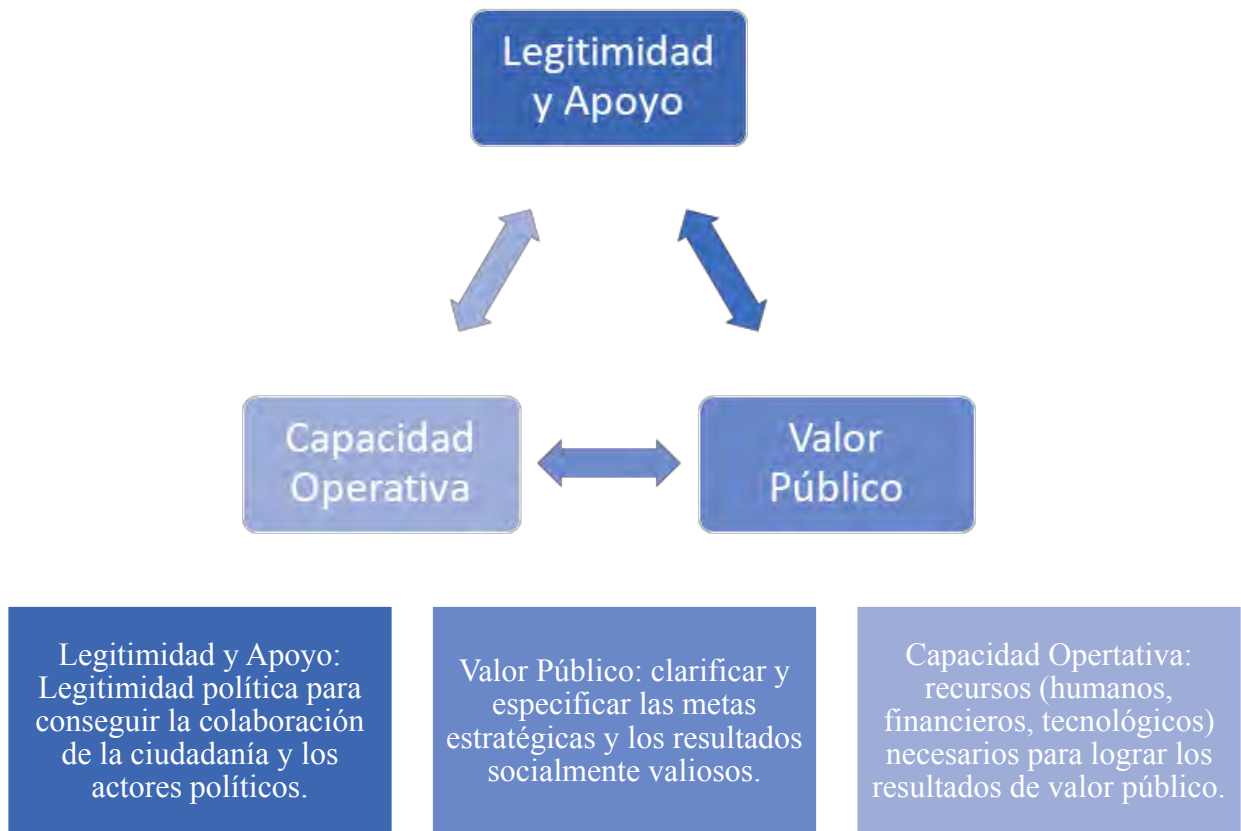 Legitimidad
y Apoyo
Capacidad
Operativa
Valor
Público
Legitimidad y Apoyo:
Legitimidad política para
conseguir la colaboración
de la ciudadanía y los
actores políticos.
Valor Público: clarificar y
especificar las metas
estratégicas y los resultados
socialmente valiosos.
Capacidad Opertativa:
recursos (humanos,
financieros, tecnológicos)
necesarios para lograr los
resultados de valor público.